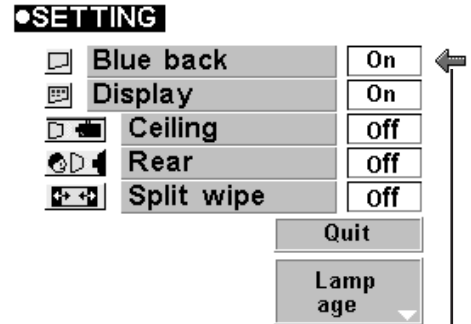 ●SETTING
Blue back On
Display On
Ceiling Off
Rear Off
Split wipe Off
Quit
Lamp
age